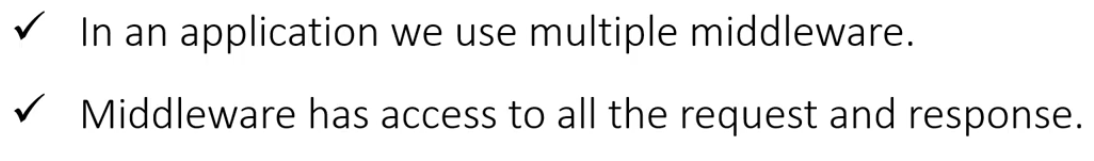 ✓ In an application we use multiple middleware.
✓ Middleware has access to all the request and response.